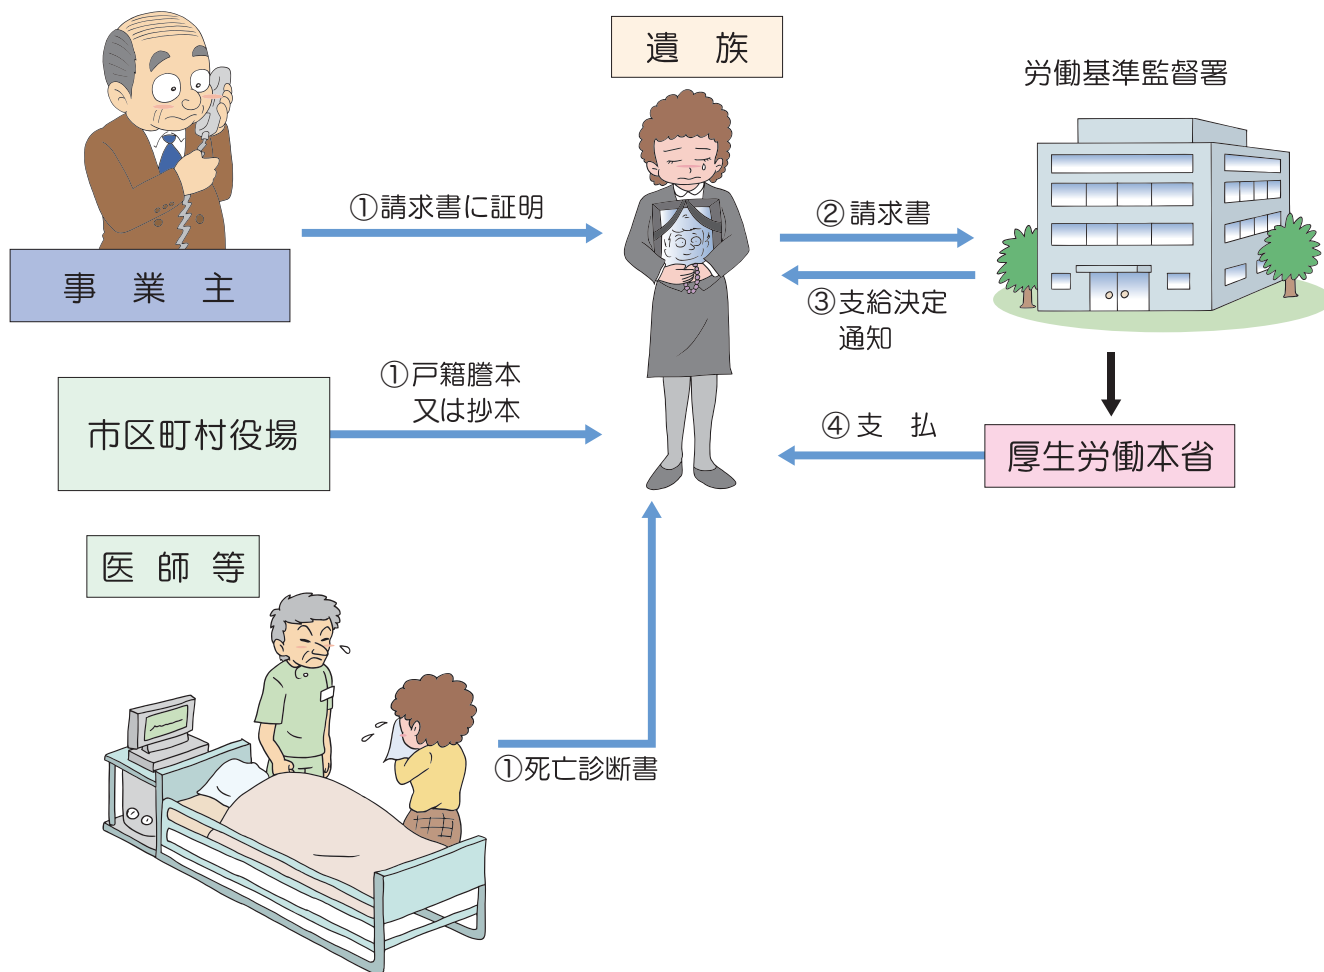 遺　族
労働基準監督署
①請求書に証明
②請求書
事　業　主
③支給決定
通知
①戸籍謄本
又は抄本
市区町村役場
④支　払
厚生労働本省
医　師　等
①死亡診断書